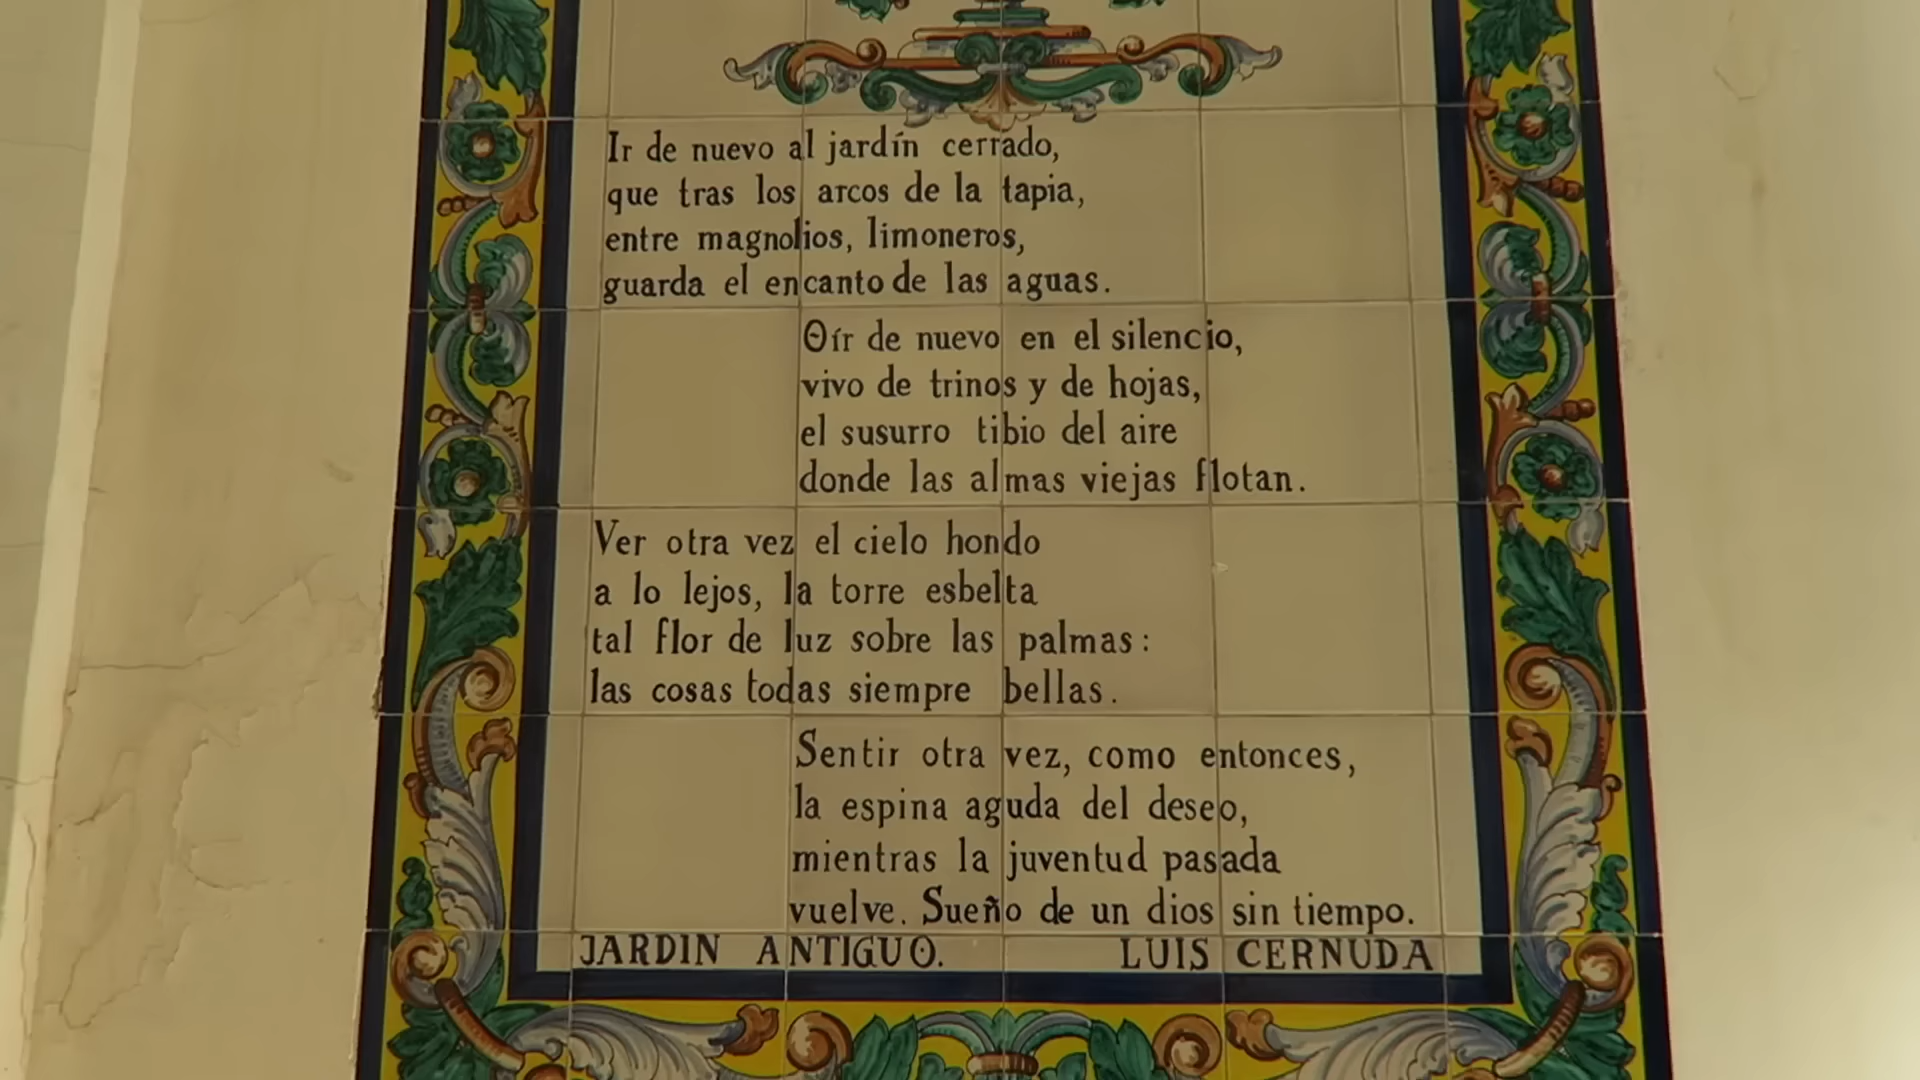 Ir de nuevo al jardín cerrado,
que tras los arcos de la tapia,
entre magnolios, limoneros,
guarda el encanto de las aguas.
Oír de nuevo en el silencio,
vivo de trinos y de hojas,
el susurro tibio del aire
donde las almas viejas flotan.
Ver otra vez el cielo hondo
a lo lejos, la torre esbelta
tal flor de luz sobre las palmas:
las cosas todas siempre bellas.
Sentir otra vez, como entonces,
la espina aguda del deseo,
mientras la juventud pasada
vuelve. Sueño de un dios sin tiempo.
JARDIN ANTIGUO. LUIS CERNUDA